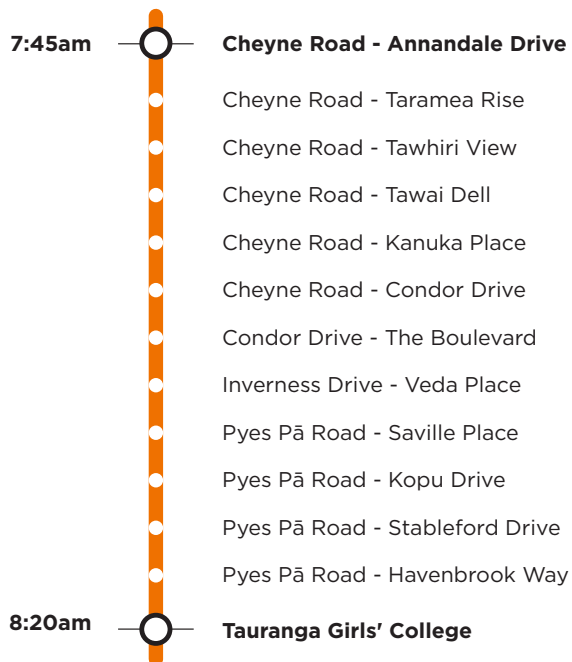 7:45am Cheyne Road - Annandale Drive
Cheyne Road - Taramea Rise
Cheyne Road - Tawhiri View
Cheyne Road - Tawai Dell
Cheyne Road - Kanuka Place
Cheyne Road - Condor Drive
Condor Drive - The Boulevard
Inverness Drive - Veda Place
Pyes Pā Road - Saville Place
Pyes Pā Road - Kopu Drive
Pyes Pā Road - Stableford Drive
Pyes Pā Road - Havenbrook Way
8:20am Tauranga Girls' College